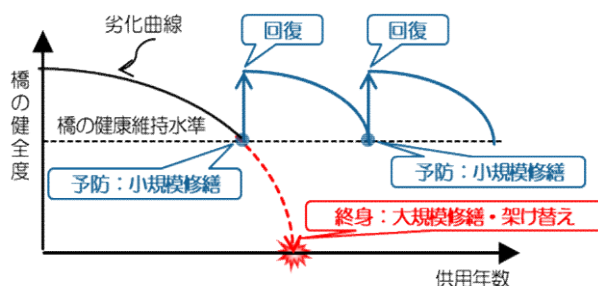 劣化曲線
回復
回復
橋の健全度
橋の健康維持水準
予防：小規模修繕
予防：小規模修繕
終身：大規模修繕・架け替え
供用年数